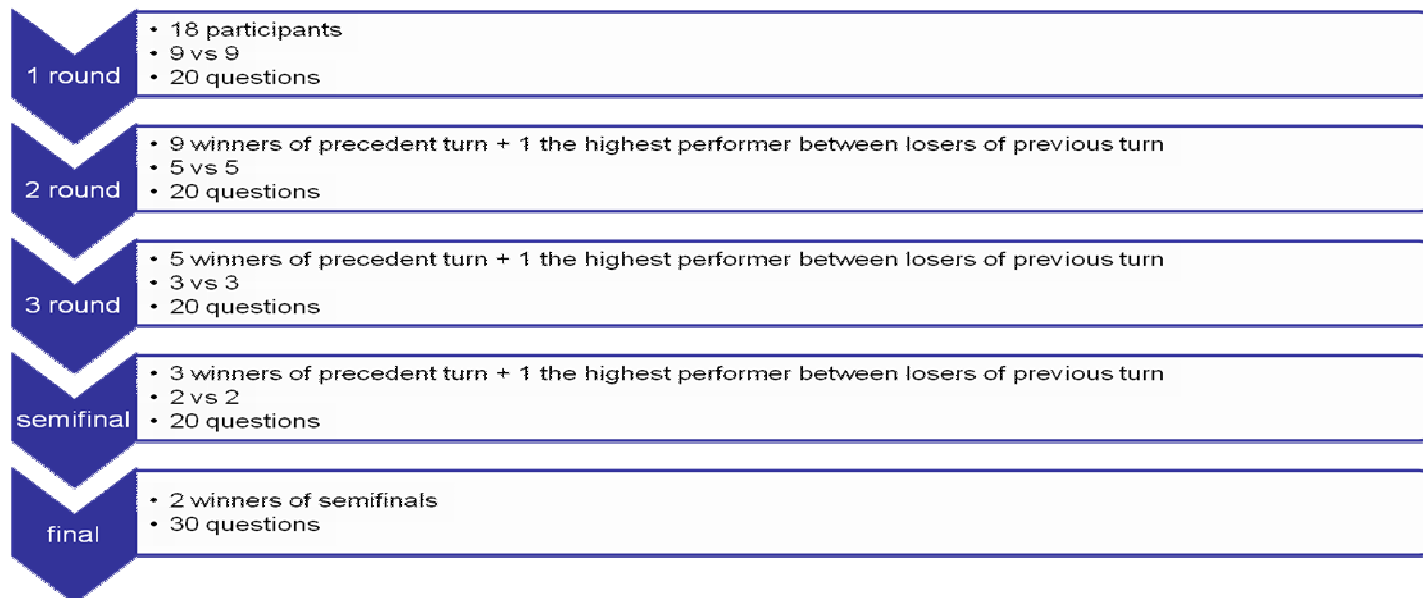 1 round
• 18 participants
• 9 vs 9
• 20 questions
2 round
• 9 winners of precedent turn + 1 the highest performer between losers of previous turn
• 5 vs 5
• 20 questions
3 round
• 5 winners of precedent turn + 1 the highest performer between losers of previous turn
• 3 vs 3
• 20 questions
semifinal
• 3 winners of precedent turn + 1 the highest performer between losers of previous turn
• 2 vs 2
• 20 questions
final
• 2 winners of semifinals
• 30 questions